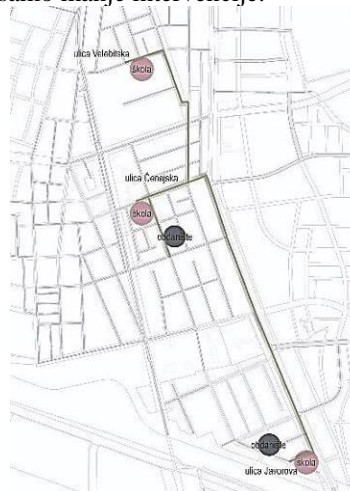 ulica Velebitska
škola
ulica Čenejska
škola
obdanište
obdanište
škola
ulica Javorova